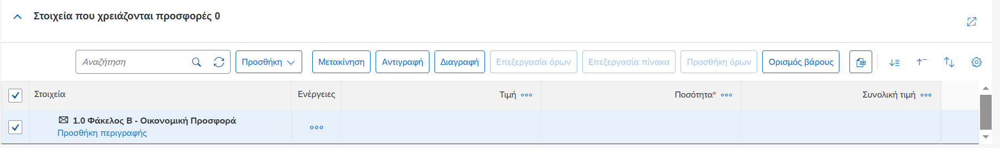 Στοιχεία που χρειάζονται προσφορές 0
Αναζήτηση Προσθήκη Μετακίνηση Αντιγραφή Διαγραφή Επεξεργασία όρων Επεξεργασία πίνακα Προσθήκη όρων Ορισμός βάρους
Στοιχεία Ενέργειες Τιμή Ποσότητα* Συνολική τιμή
1.0 Φάκελος Β - Οικονομική Προσφορά
Προσθήκη περιγραφής